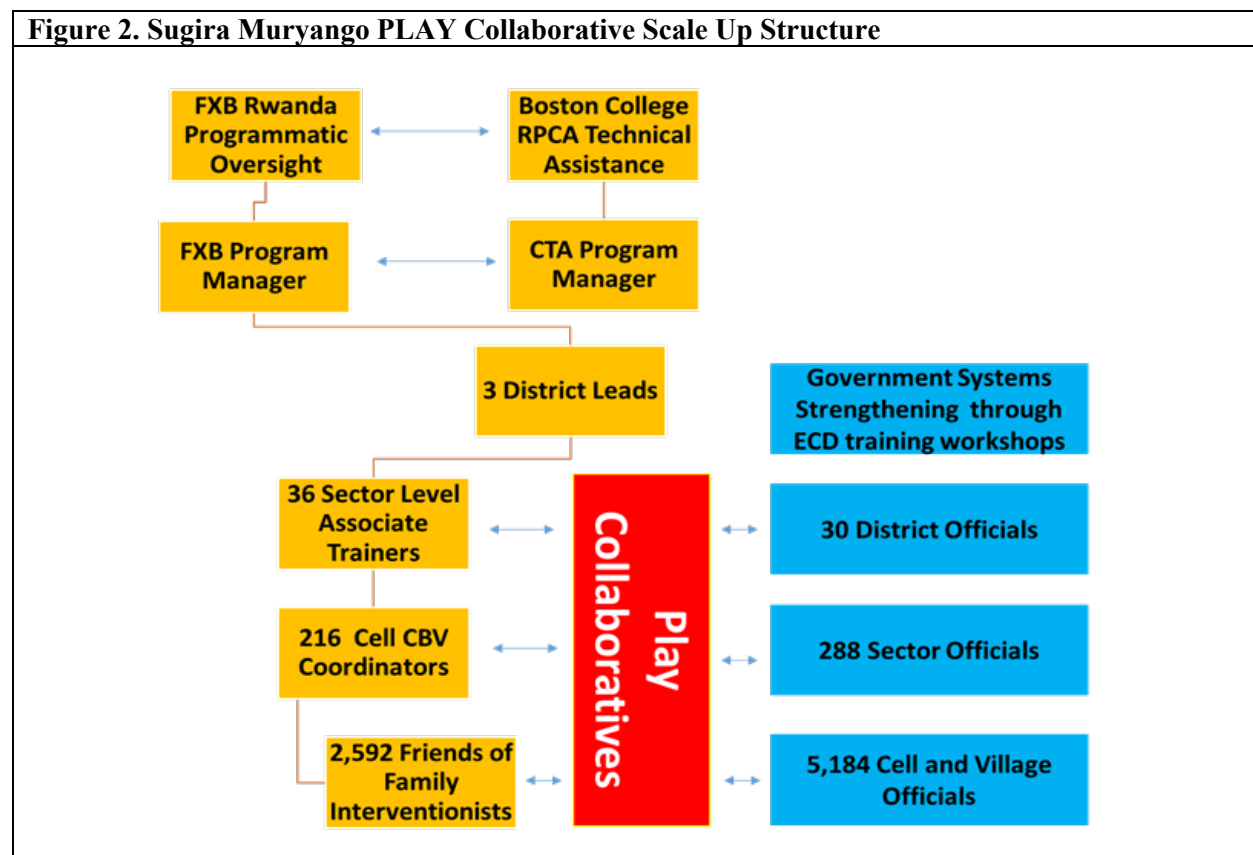 Figure 2. Sugira Muryango PLAY Collaborative Scale Up Structure
FXB Rwanda
Programmatic
Oversight
Boston College
RPCA Technical
Assistance
FXB Program
Manager
CTA Program
Manager
3 District Leads
Government Systems
Strengthening through
ECD training workshops
36 Sector Level
Associate
Trainers
Play
Collaboratives
30 District Officials
216 Cell CBV
Coordinators
288 Sector Officials
2,592 Friends of
Family
Interventionists
5,184 Cell and Village
Officials